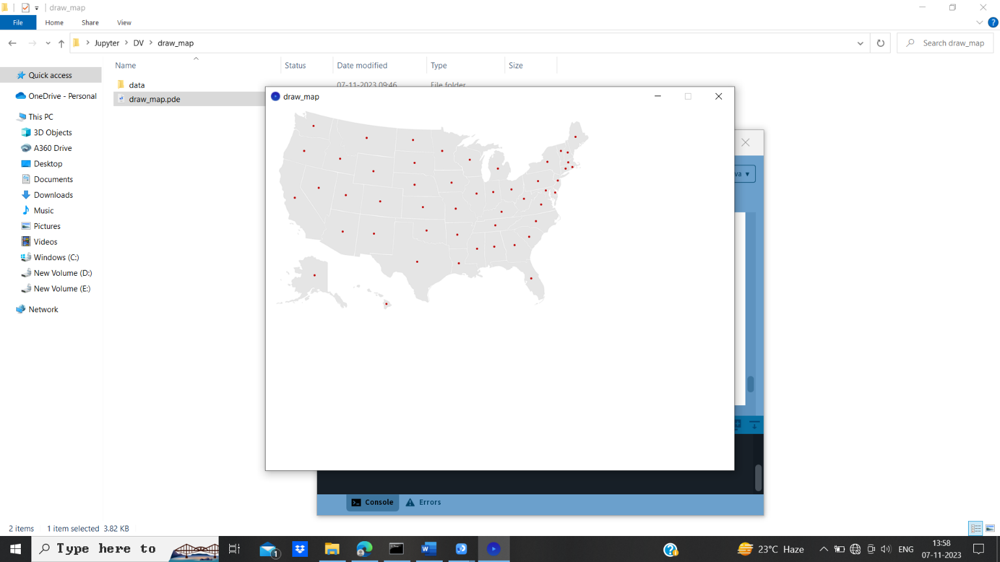 draw_map
File Home Share View
Jupyter DV draw_map
Search draw_map
Name Status Date modified Type Size
Quick access
data 07-11-2023 09:46 File folder
draw_map.pde
draw_map
OneDrive - Personal
This PC
3D Objects
A360 Drive
Desktop
Documents
Downloads
Music
Pictures
Videos
Windows (C:)
New Volume (D:)
New Volume (E:)
Network
va
Console Errors
2 items 1 item selected 3.82 KB
Type here to
1
23°C Haze
ENG
13:58
07-11-2023